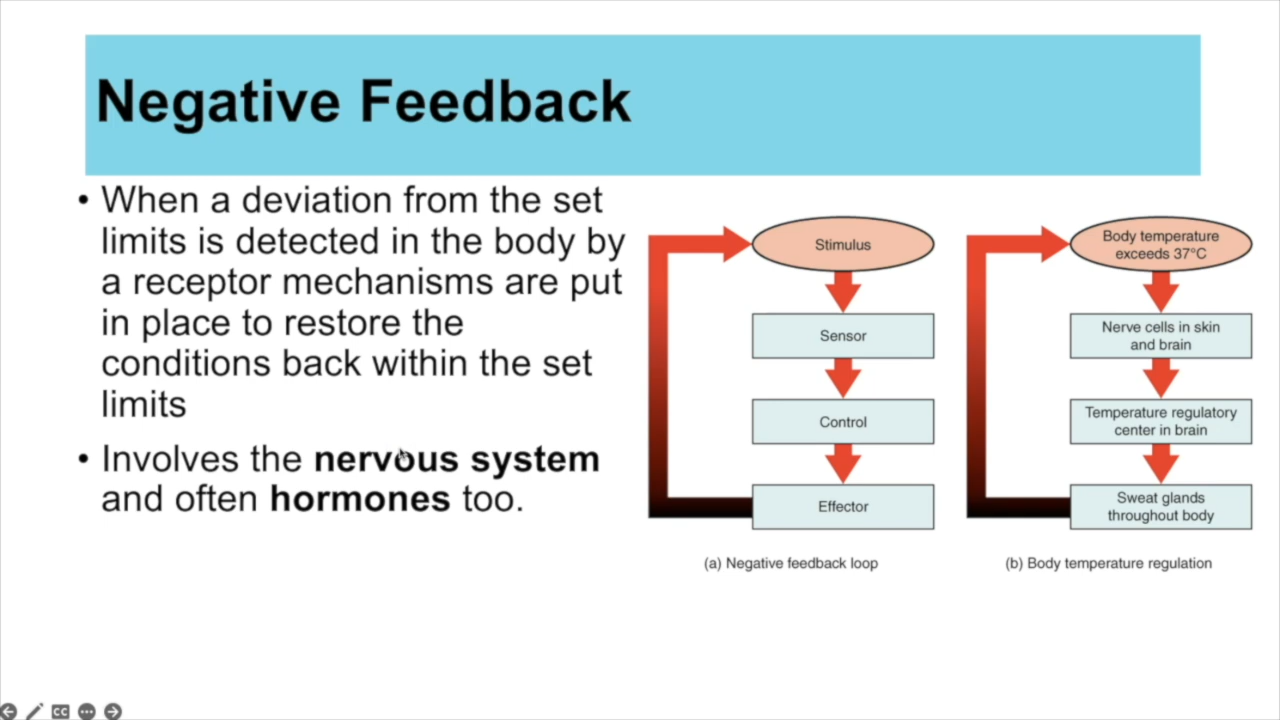 Negative Feedback
• When a deviation from the set
limits is detected in the body by
a receptor mechanisms are put
in place to restore the
conditions back within the set
limits
• Involves the nervous system
and often hormones too.
Stimulus
Sensor
Control
Effector
(a) Negative feedback loop
Body temperature
exceeds 37°C
Nerve cells in skin
and brain
Temperature regulatory
center in brain
Sweat glands
throughout body
(b) Body temperature regulation
CC